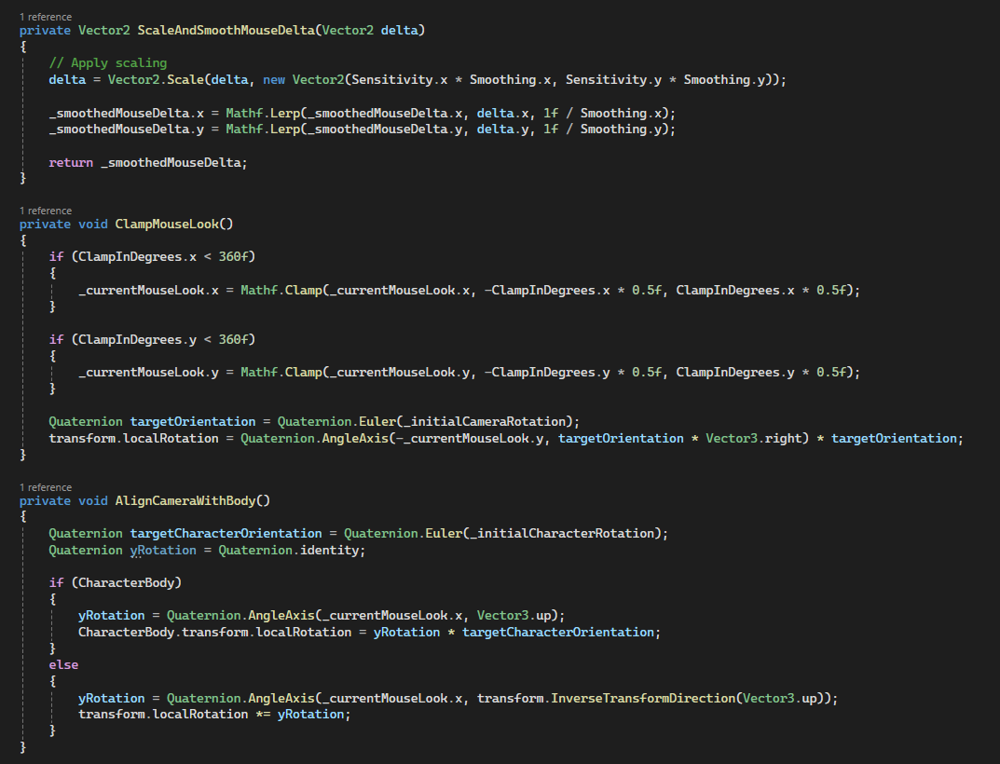 1 reference
private Vector2 ScaleAndSmoothMouseDelta(Vector2 delta)
{
    // Apply scaling
    delta = Vector2.Scale(delta, new Vector2(Sensitivity.x * Smoothing.x, Sensitivity.y * Smoothing.y));

    _smoothedMouseDelta.x = Mathf.Lerp(_smoothedMouseDelta.x, delta.x, 1f / Smoothing.x);
    _smoothedMouseDelta.y = Mathf.Lerp(_smoothedMouseDelta.y, delta.y, 1f / Smoothing.y);

    return _smoothedMouseDelta;
}

1 reference
private void ClampMouseLook()
{
    if (ClampInDegrees.x < 360f)
    {
        _currentMouseLook.x = Mathf.Clamp(_currentMouseLook.x, -ClampInDegrees.x * 0.5f, ClampInDegrees.x * 0.5f);
    }

    if (ClampInDegrees.y < 360f)
    {
        _currentMouseLook.y = Mathf.Clamp(_currentMouseLook.y, -ClampInDegrees.y * 0.5f, ClampInDegrees.y * 0.5f);
    }

    Quaternion targetOrientation = Quaternion.Euler(_initialCameraRotation);
    transform.localRotation = Quaternion.AngleAxis(-_currentMouseLook.y, targetOrientation * Vector3.right) * targetOrientation;
}

1 reference
private void AlignCameraWithBody()
{
    Quaternion targetCharacterOrientation = Quaternion.Euler(_initialCharacterRotation);
    Quaternion yRotation = Quaternion.identity;

    if (CharacterBody)
    {
        yRotation = Quaternion.AngleAxis(_currentMouseLook.x, Vector3.up);
        CharacterBody.transform.localRotation = yRotation * targetCharacterOrientation;
    }
    else
    {
        yRotation = Quaternion.AngleAxis(_currentMouseLook.x, transform.InverseTransformDirection(Vector3.up));
        transform.localRotation *= yRotation;
    }
}